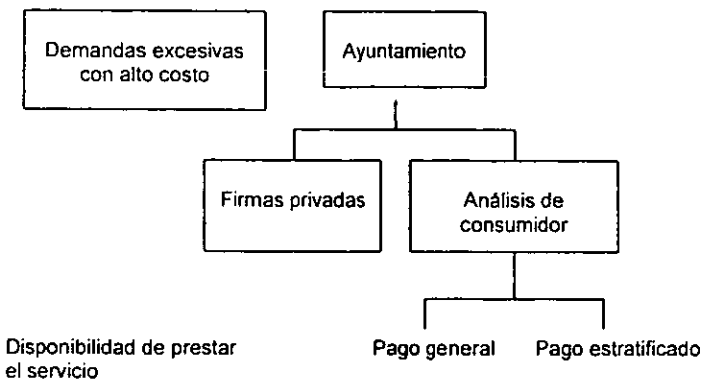 Demandas excesivas
con alto costo
Ayuntamiento
Firmas privadas
Análisis de
consumidor
Disponibilidad de prestar
el servicio
Pago general
Pago estratificado